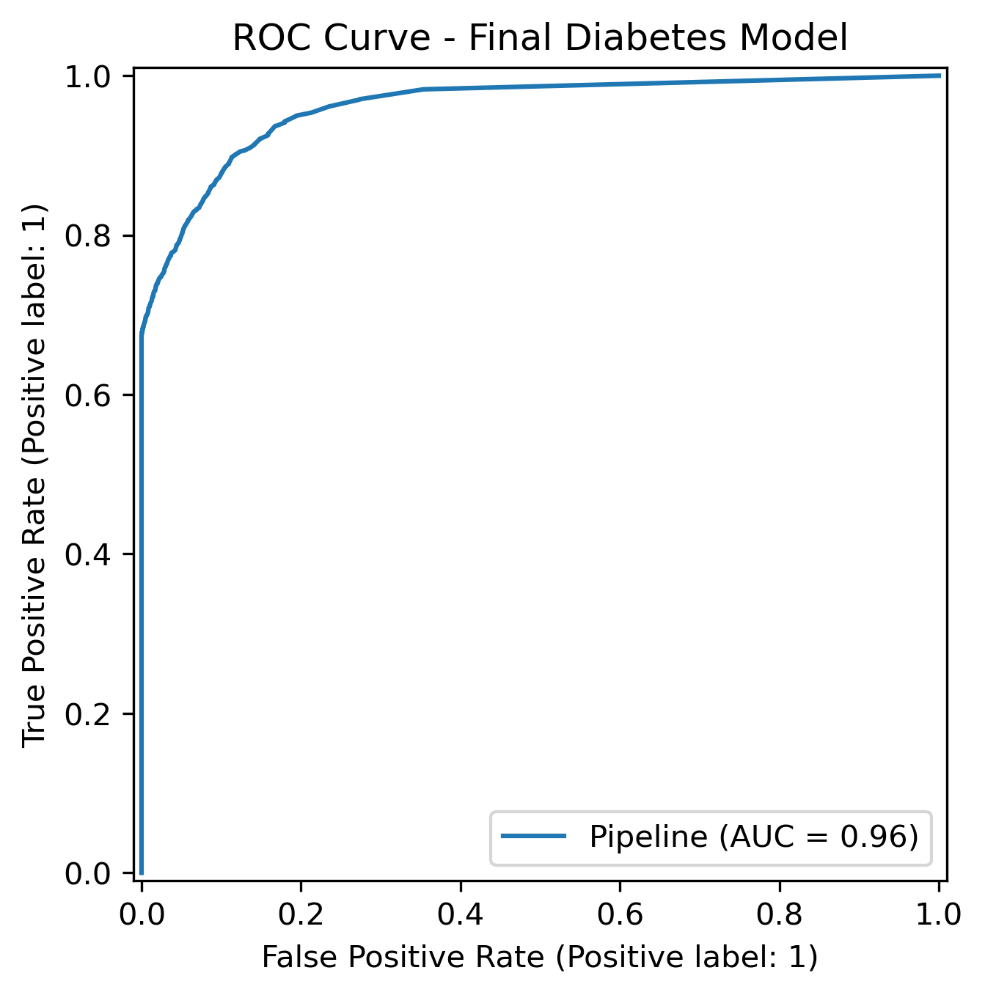 ROC Curve - Final Diabetes Model
1.0
0.8
0.6
0.4
0.2
0.0
True Positive Rate (Positive label: 1)
Pipeline (AUC = 0.96)
0.0 0.2 0.4 0.6 0.8 1.0
False Positive Rate (Positive label: 1)